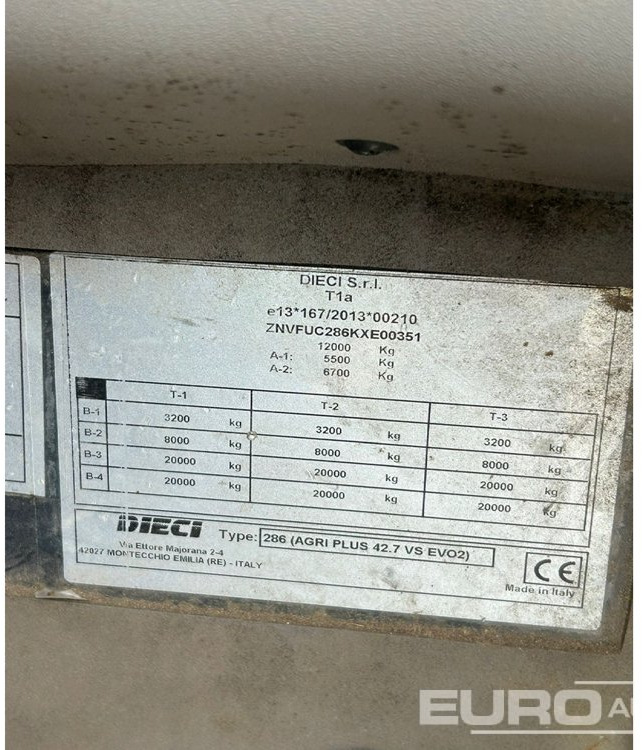 DIECI S.r.l.
T1a
e13*167/2013*00210
ZNVFUC286KXE00351
12000 Kg
A-1: 5500 Kg
A-2: 6700 Kg
T-1 T-2 T-3
B-1 3200 kg 3200 kg 3200 kg
B-2 8000 kg 8000 kg 8000 kg
B-3 20000 kg 20000 kg 20000 kg
B-4 20000 kg 20000 kg 20000 kg
DIECI Type: 286 (AGRI PLUS 42.7 VS EVO2)
Via Ettore Majorana 2-4
42027 MONTECCHIO EMILIA (RE) - ITALY
CE
Made in Italy
EURO AU